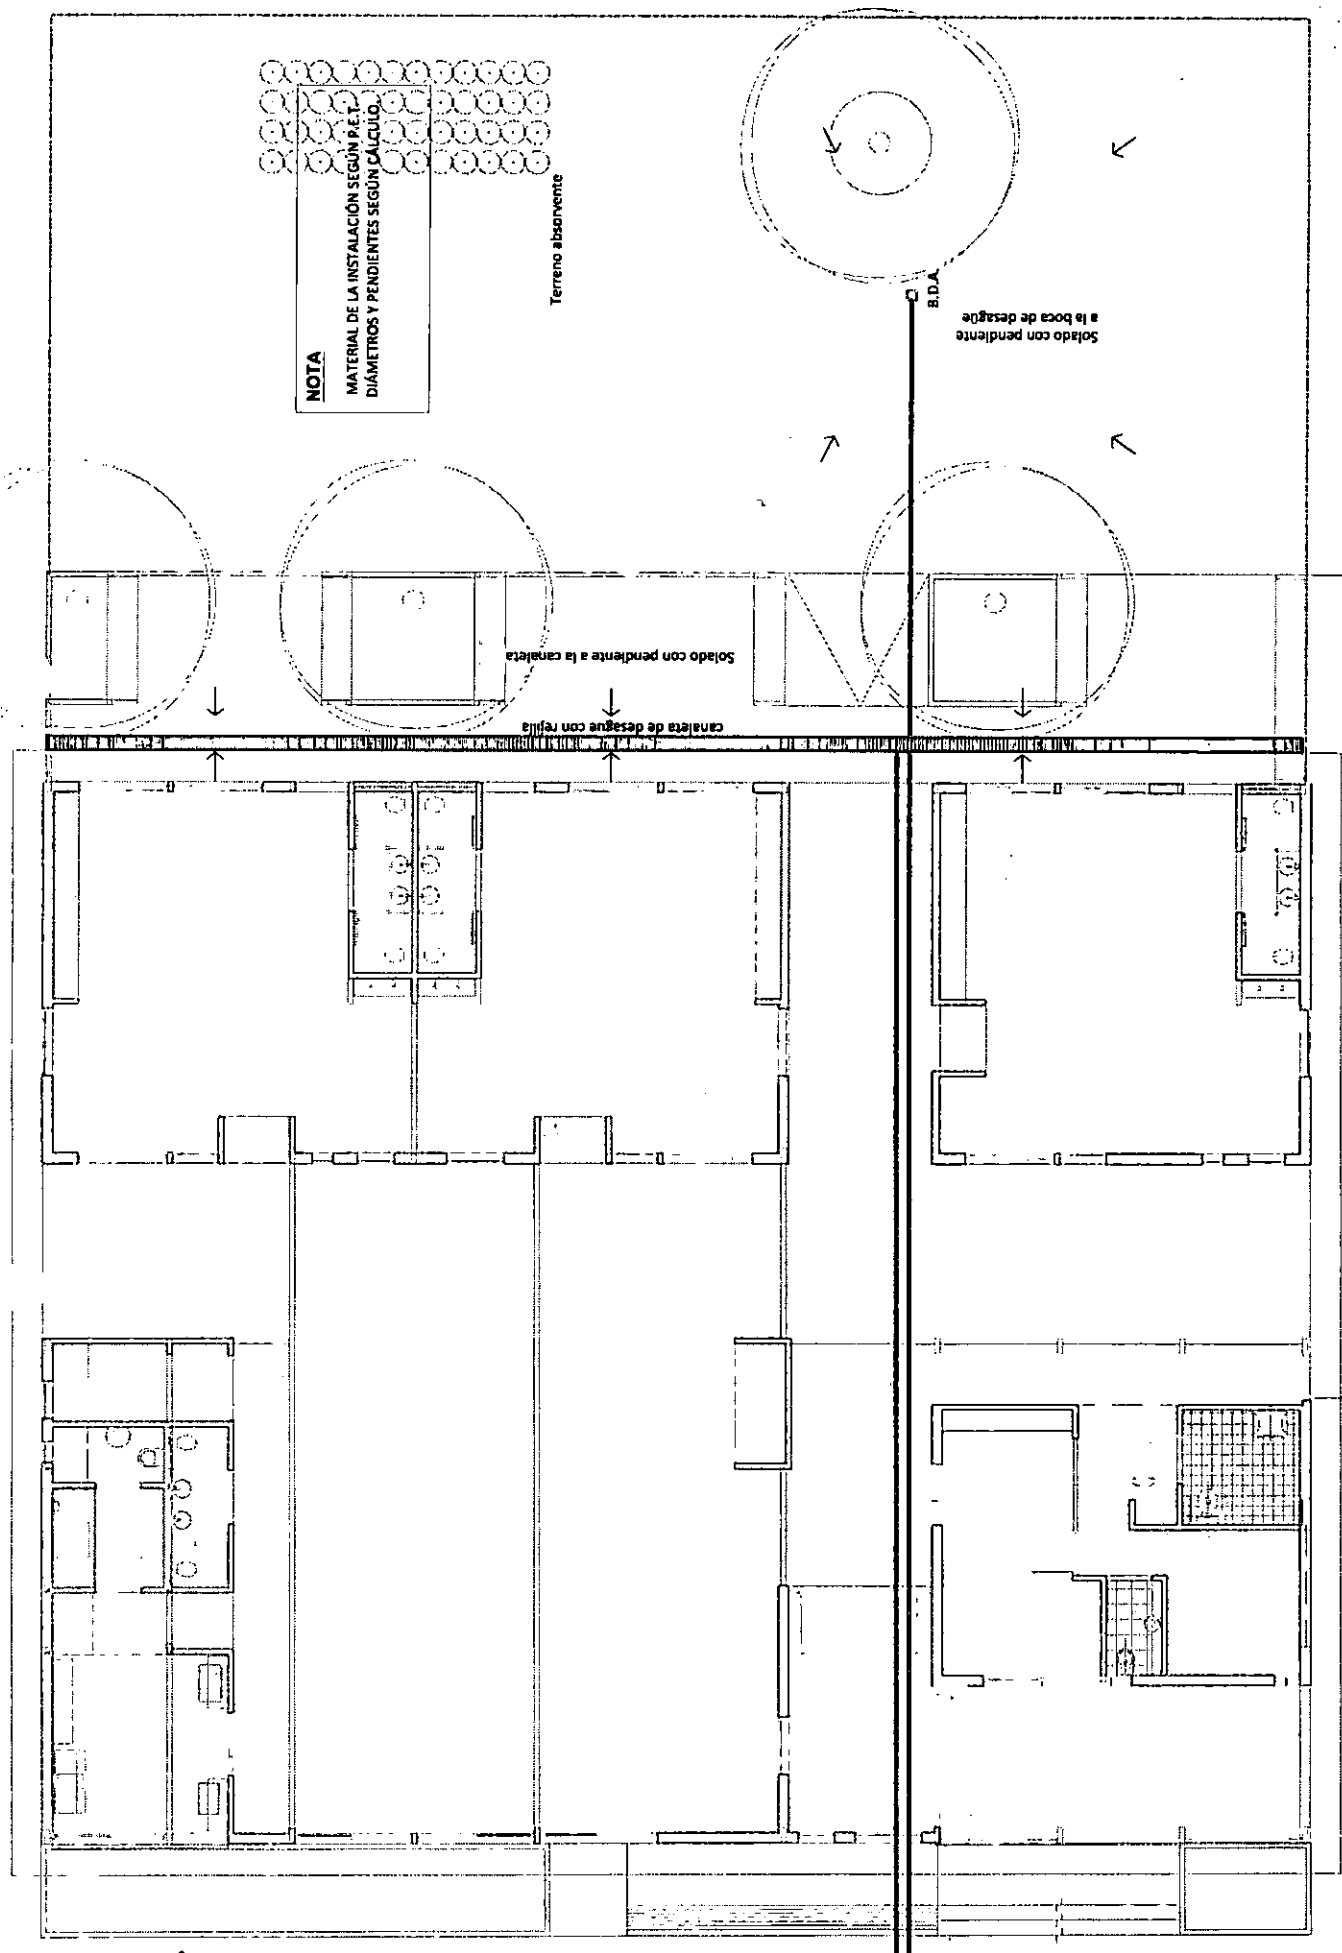 NOTA
MATERIAL DE LA INSTALACIÓN SEGÚN P.E.T.
DIÁMETROS Y PENDIENTES SEGÚN CÁLCULO.
Terreno absorvente
B.D.A.
Solado con pendiente
a la boca de desagüe
Solado con pendiente a la canaleta
canaleta de desague con rejilla